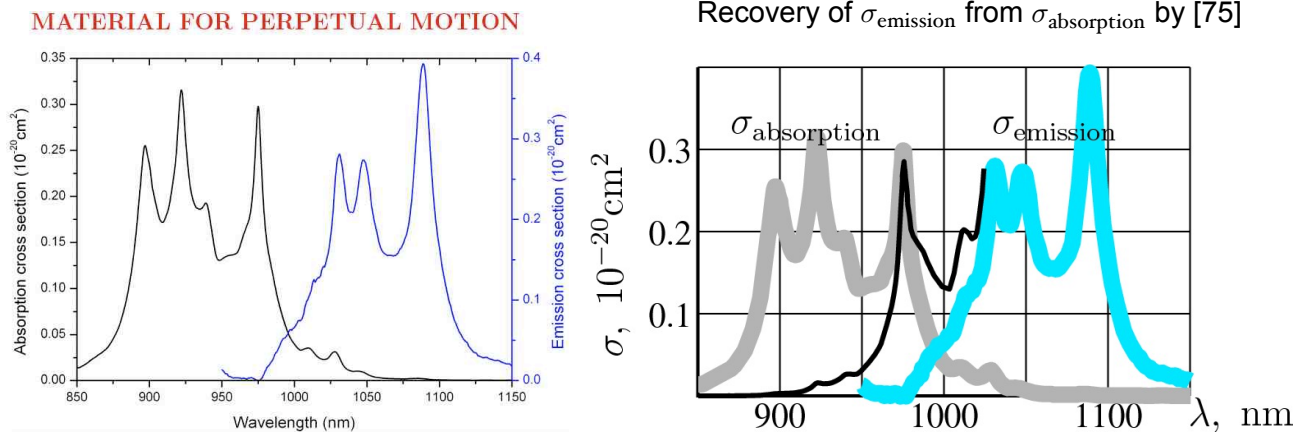 MATERIAL FOR PERPETUAL MOTION
0.35
0.30
0.25
0.20
0.15
0.10
0.05
0.00
Absorption cross section (10⁻²⁰cm²)
0.4
0.3
0.2
0.1
0.0
Emission cross section (10⁻²⁰cm²)
850 900 950 1000 1050 1100 1150
Wavelength (nm)
Recovery of σemission from σabsorption by [75]
σabsorption
σemission
0.3
0.2
0.1
σ, 10⁻²⁰cm²
900 1000 1100 λ, nm